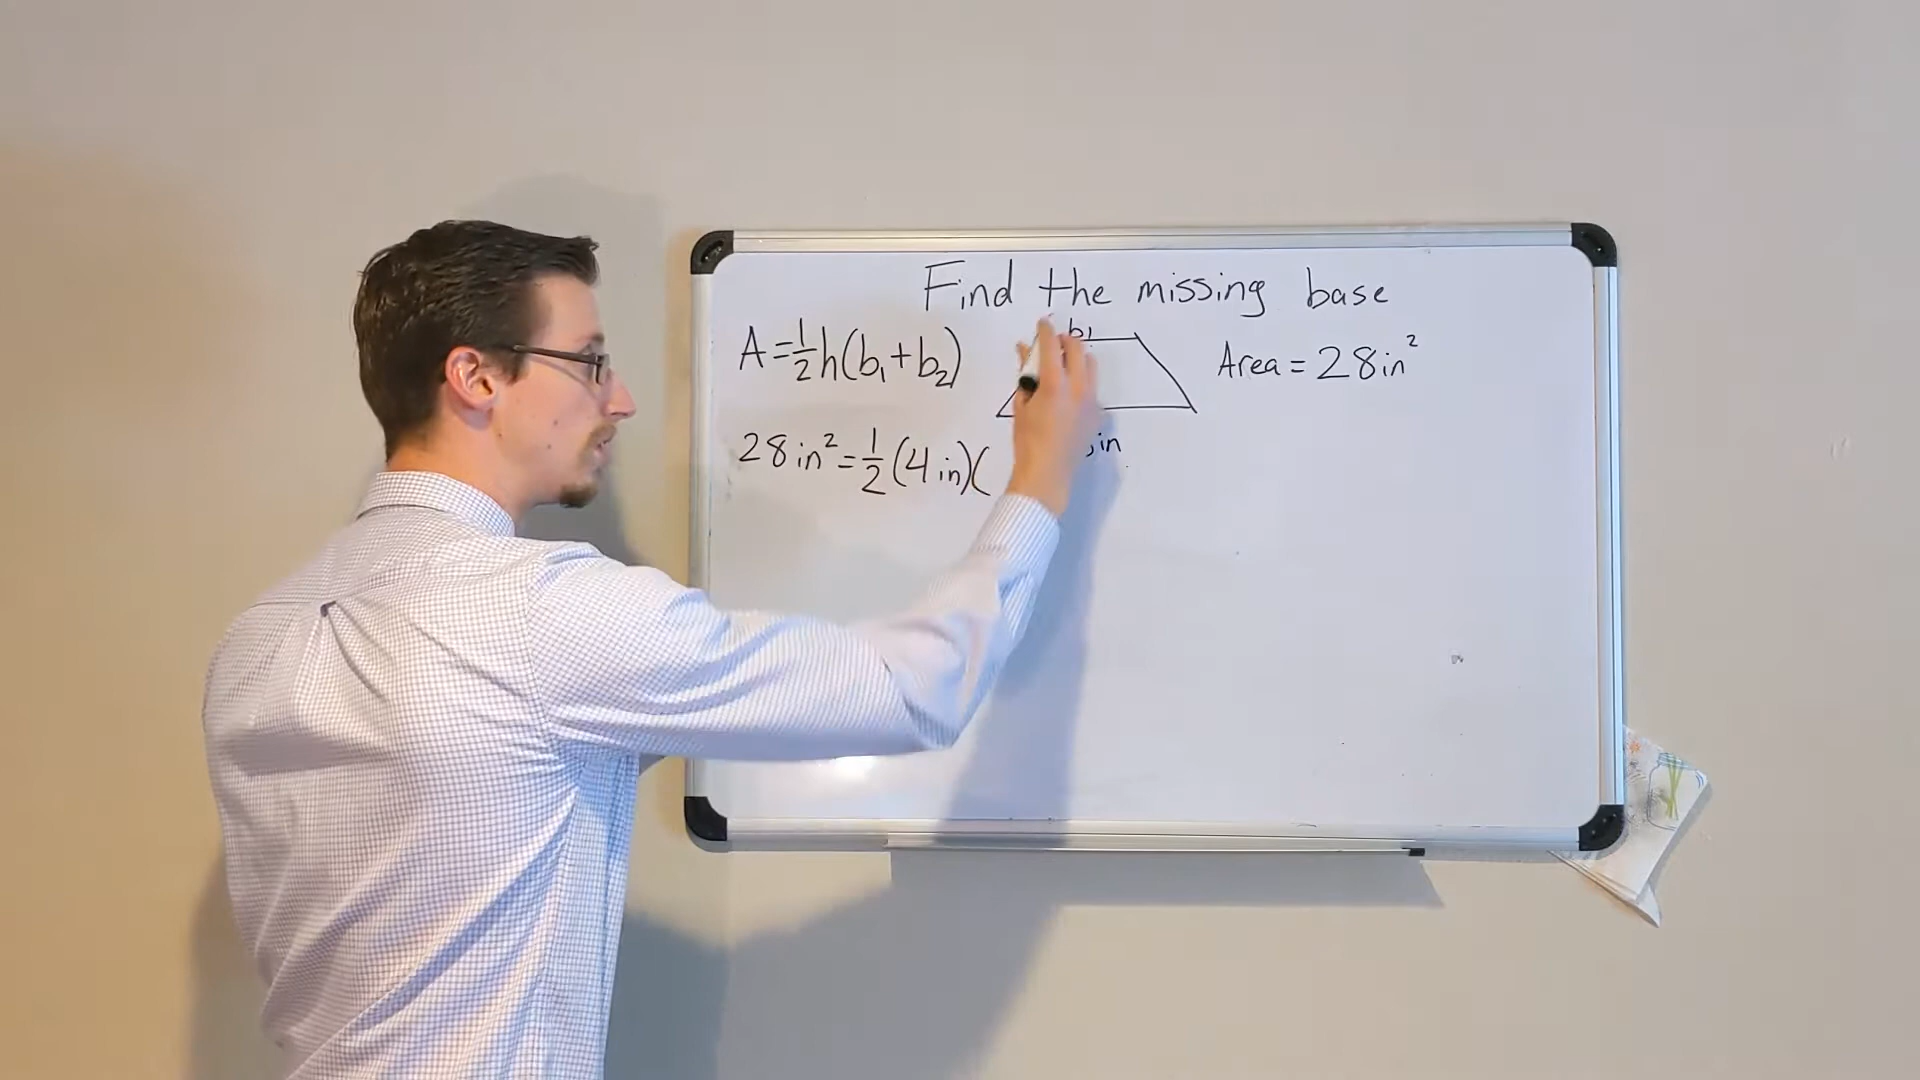 Find the missing base
A=½h(b₁+b₂)
b₁
Area = 28in²
28in²=½(4in)(
in